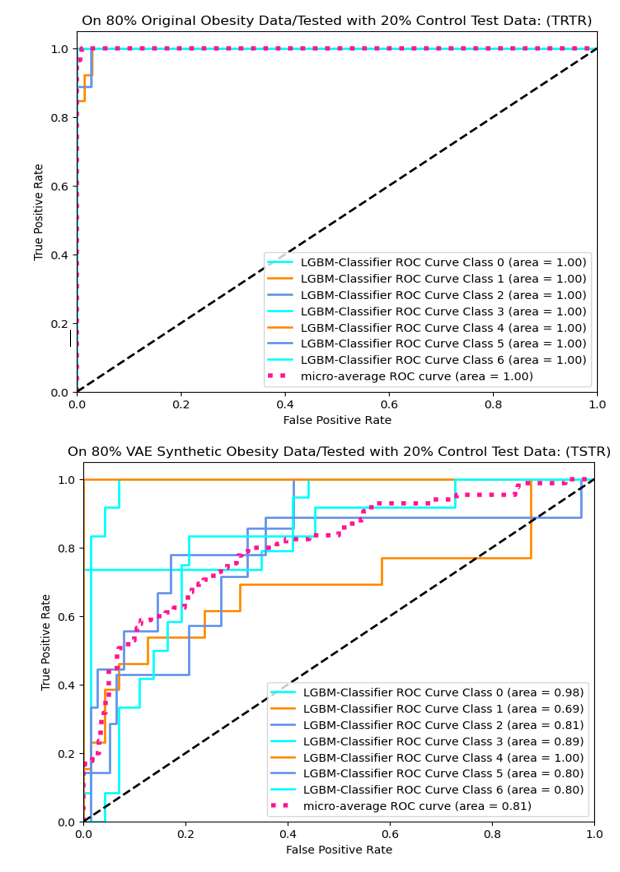 On 80% Original Obesity Data/Tested with 20% Control Test Data: (TRTR)
1.0
0.8
0.6
0.4
0.2
0.0
True Positive Rate
LGBM-Classifier ROC Curve Class 0 (area = 1.00)
LGBM-Classifier ROC Curve Class 1 (area = 1.00)
LGBM-Classifier ROC Curve Class 2 (area = 1.00)
LGBM-Classifier ROC Curve Class 3 (area = 1.00)
LGBM-Classifier ROC Curve Class 4 (area = 1.00)
LGBM-Classifier ROC Curve Class 5 (area = 1.00)
LGBM-Classifier ROC Curve Class 6 (area = 1.00)
micro-average ROC curve (area = 1.00)
0.0 0.2 0.4 0.6 0.8 1.0
False Positive Rate
On 80% VAE Synthetic Obesity Data/Tested with 20% Control Test Data: (TSTR)
1.0
0.8
0.6
0.4
0.2
0.0
True Positive Rate
LGBM-Classifier ROC Curve Class 0 (area = 0.98)
LGBM-Classifier ROC Curve Class 1 (area = 0.69)
LGBM-Classifier ROC Curve Class 2 (area = 0.81)
LGBM-Classifier ROC Curve Class 3 (area = 0.89)
LGBM-Classifier ROC Curve Class 4 (area = 1.00)
LGBM-Classifier ROC Curve Class 5 (area = 0.80)
LGBM-Classifier ROC Curve Class 6 (area = 0.80)
micro-average ROC curve (area = 0.81)
0.0 0.2 0.4 0.6 0.8 1.0
False Positive Rate